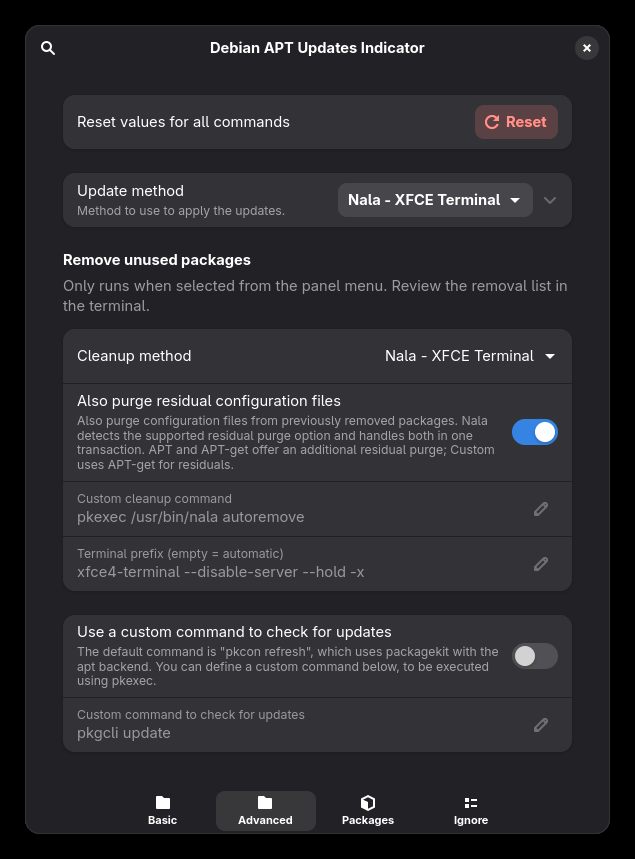 Debian APT Updates Indicator
Reset values for all commands
Reset
Update method
Method to use to apply the updates.
Nala - XFCE Terminal
Remove unused packages
Only runs when selected from the panel menu. Review the removal list in
the terminal.
Cleanup method
Nala - XFCE Terminal
Also purge residual configuration files
Also purge configuration files from previously removed packages. Nala
detects the supported residual purge option and handles both in one
transaction. APT and APT-get offer an additional residual purge; Custom
uses APT-get for residuals.
Custom cleanup command
pkexec /usr/bin/nala autoremove
Terminal prefix (empty = automatic)
xfce4-terminal --disable-server --hold -x
Use a custom command to check for updates
The default command is "pkcon refresh", which uses packagekit with the
apt backend. You can define a custom command below, to be executed
using pkexec.
Custom command to check for updates
pkgcli update
Basic
Advanced
Packages
Ignore